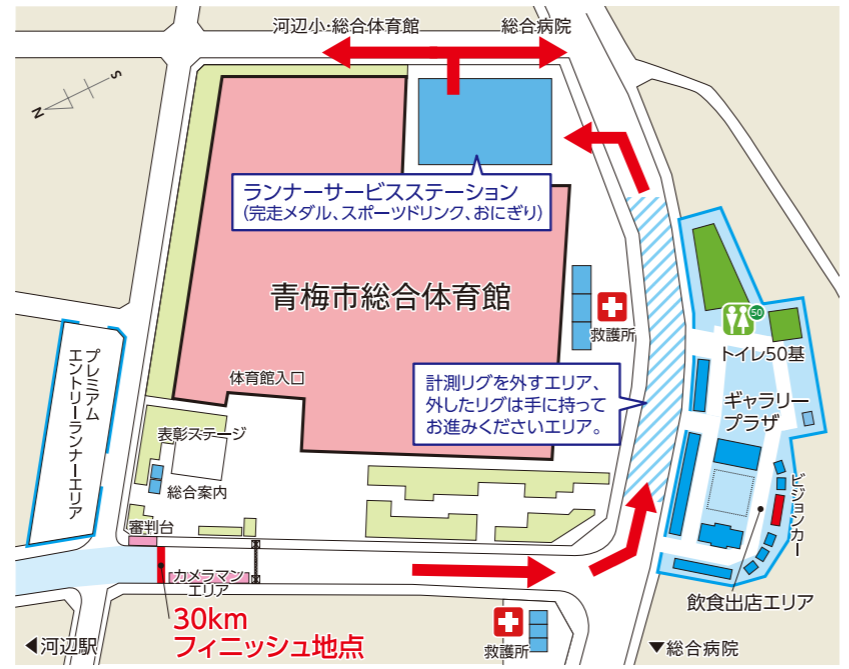 河辺小・総合体育館
総合病院
S
N
ランナーサービスステーション
(完走メダル、スポーツドリンク、おにぎり)
青梅市総合体育館
救護所
50
トイレ50基
体育館入口
計測リグを外すエリア、
外したリグは手に持って
お進みくださいエリア。
ギャラリー
プラザ
プレミアム
エントリーランナーエリア
表彰ステージ
総合案内
ビジョンカー
審判台
カメラマン
エリア
飲食出店エリア
30km
フィニッシュ地点
◀河辺駅
救護所
▼総合病院